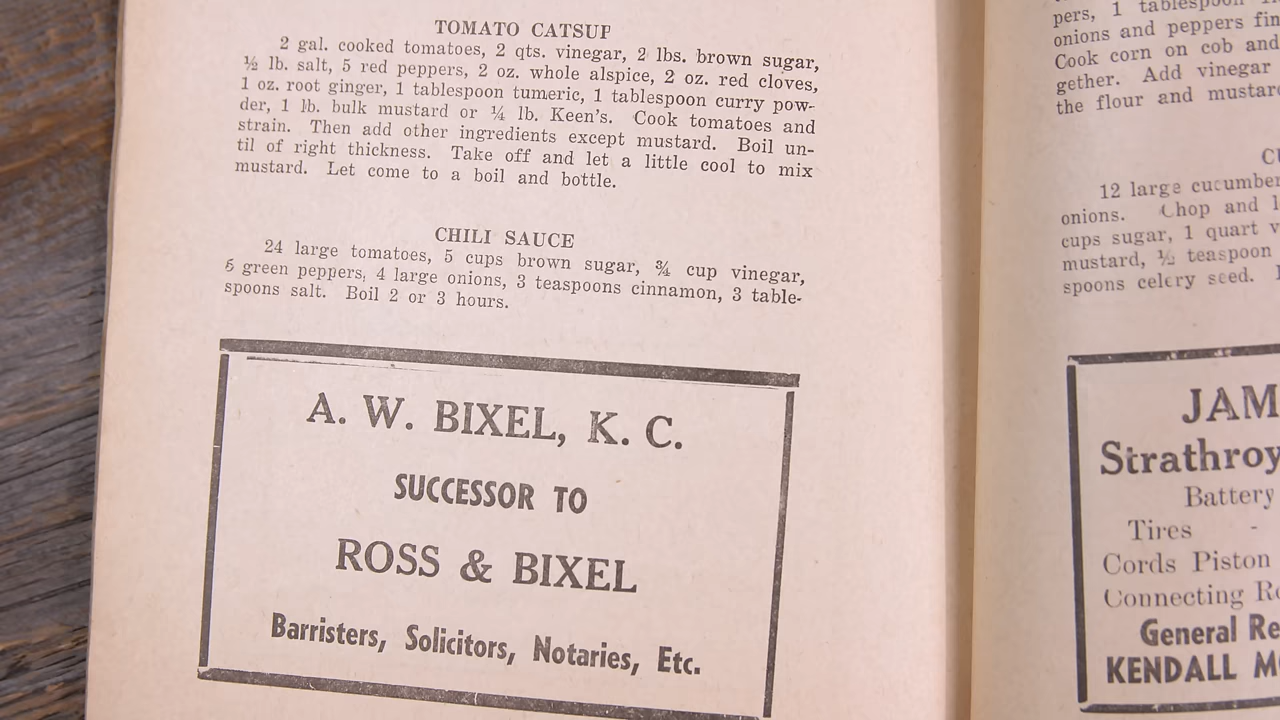 TOMATO CATSUP
2 gal. cooked tomatoes, 2 qts. vinegar, 2 lbs. brown sugar,
½ lb. salt, 5 red peppers, 2 oz. whole alspice, 2 oz. red cloves,
1 oz. root ginger, 1 tablespoon tumeric, 1 tablespoon curry pow-
der, 1 lb. bulk mustard or ¼ lb. Keen's. Cook tomatoes and
strain. Then add other ingredients except mustard. Boil un-
til of right thickness. Take off and let a little cool to mix
mustard. Let come to a boil and bottle.
CHILI SAUCE
24 large tomatoes, 5 cups brown sugar, ¾ cup vinegar,
6 green peppers, 4 large onions, 3 teaspoons cinnamon, 3 table-
spoons salt. Boil 2 or 3 hours.
A. W. BIXEL, K. C.
SUCCESSOR TO
ROSS & BIXEL
Barristers, Solicitors, Notaries, Etc.
pers, 1 tablespoon
onions and peppers fin
Cook corn on cob and
gether. Add vinegar
the flour and mustard
12 large cucumber
onions. Chop and l
cups sugar, 1 quart v
mustard, ½ teaspoon
spoons celery seed.
JAM
Strathroy
Battery
Tires -
Cords Piston
Connecting Ro
General Re
KENDALL MO